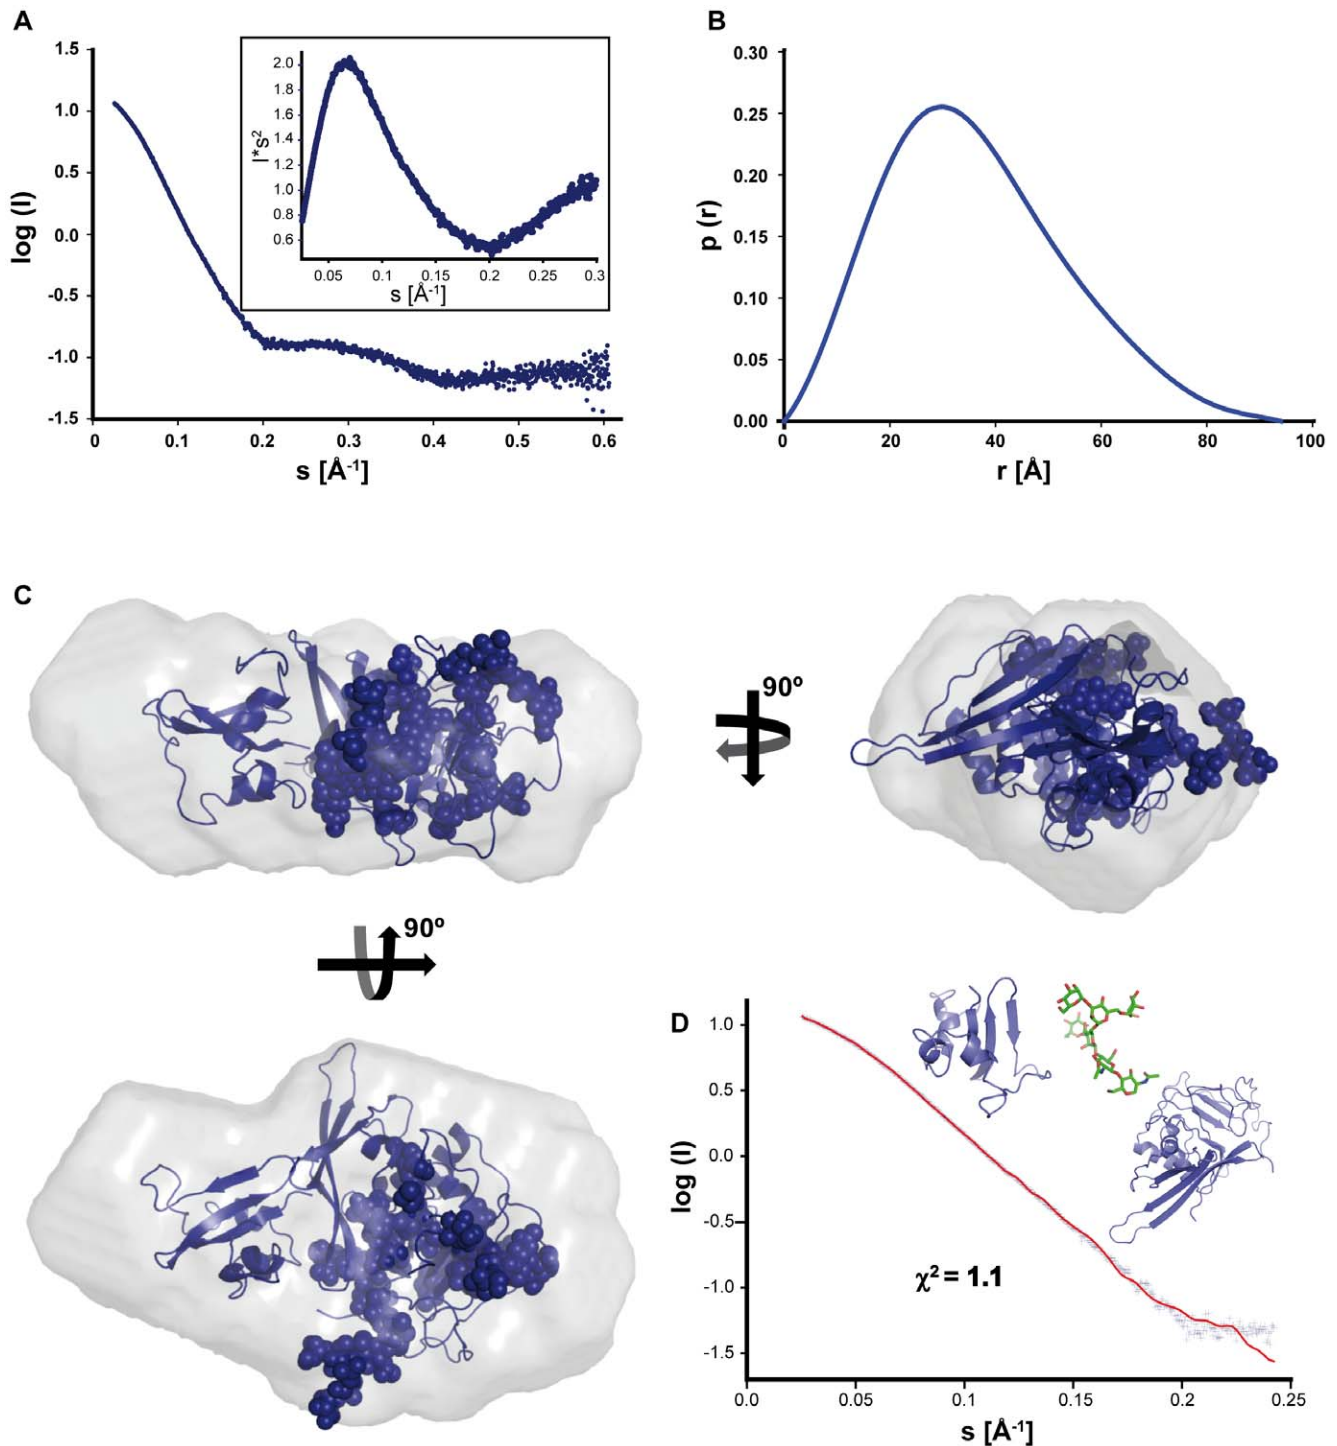 A
1.5
1.0
0.5
0.0
-0.5
-1.0
-1.5
log (I)
0 0.1 0.2 0.3 0.4 0.5 0.6
s [Å⁻¹]
2.0
1.8
1.6
1.4
1.2
1.0
0.8
0.6
I*s²
0.05 0.1 0.15 0.2 0.25 0.3
s [Å⁻¹]
B
0.30
0.25
0.20
0.15
0.10
0.05
0.00
p (r)
0 20 40 60 80 100
r [Å]
C
90º
90º
D
1.0
0.5
0.0
-0.5
-1.0
-1.5
log (I)
χ² = 1.1
0.0 0.05 0.1 0.15 0.2 0.25
s [Å⁻¹]